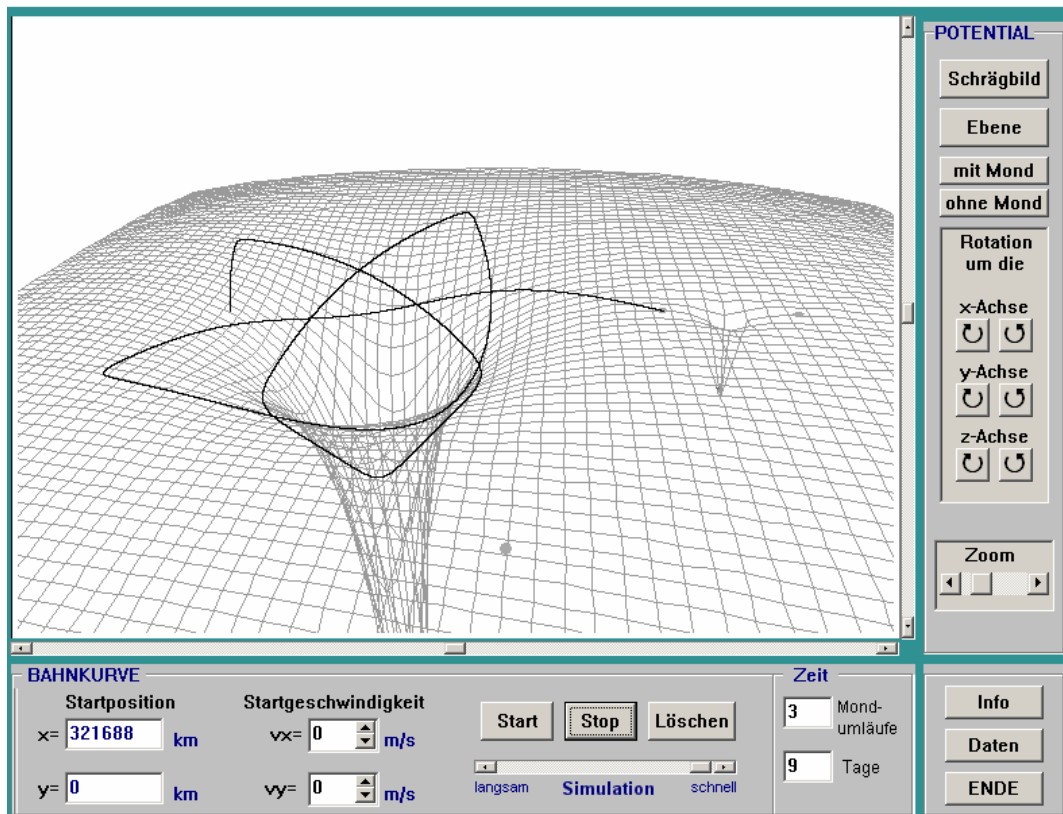 POTENTIAL
Schrägbild
Ebene
mit Mond
ohne Mond
Rotation
um die
x-Achse
y-Achse
z-Achse
Zoom
BAHNKURVE
Startposition
x= 321688 km
y= 0 km
Startgeschwindigkeit
vx= 0 m/s
vy= 0 m/s
Start Stop Löschen
langsam Simulation schnell
Zeit
3 Mond-
umläufe
9 Tage
Info
Daten
ENDE